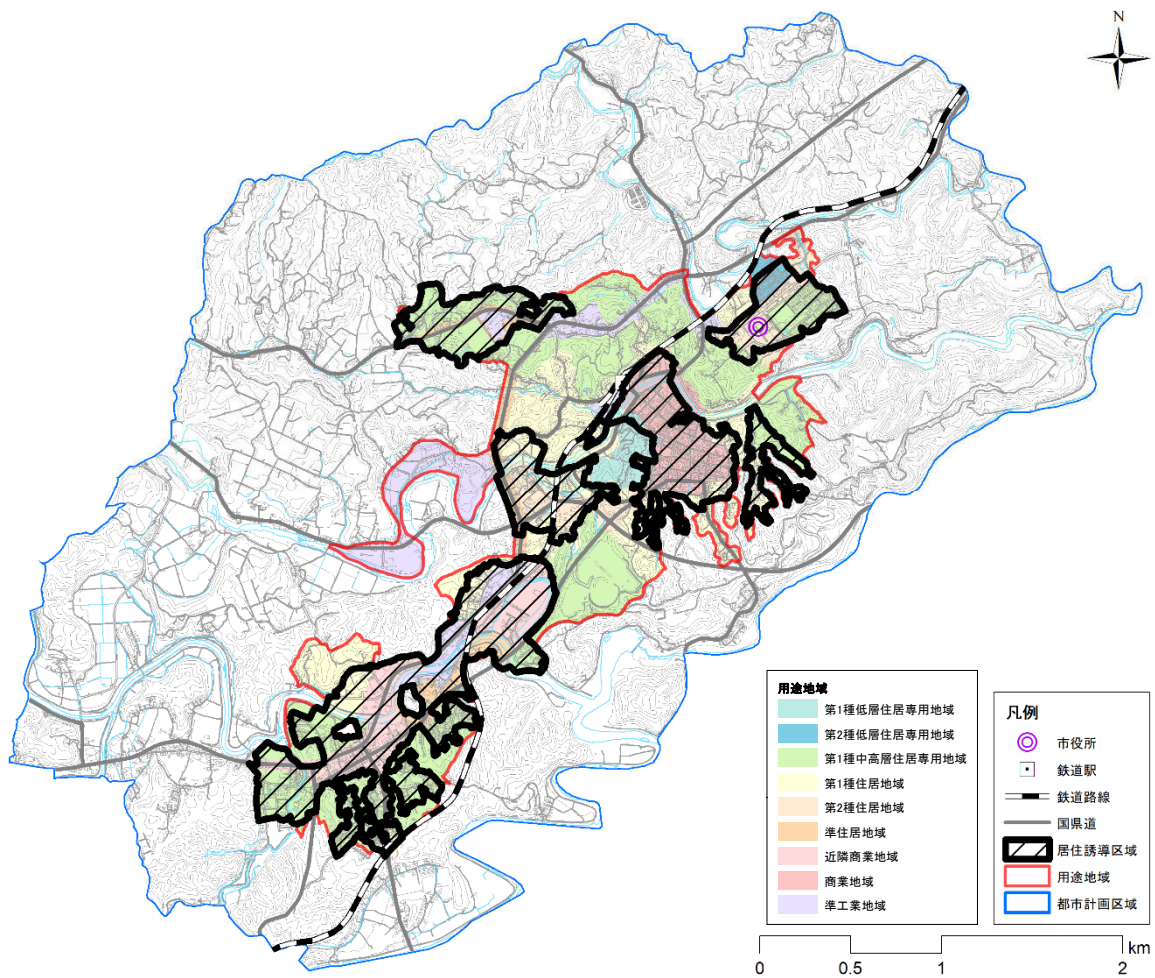 N
用途地域
第1種低層住居専用地域
第2種低層住居専用地域
第1種中高層住居専用地域
第1種住居地域
第2種住居地域
準住居地域
近隣商業地域
商業地域
準工業地域
凡例
市役所
鉄道駅
鉄道路線
国県道
居住誘導区域
用途地域
都市計画区域
km
0 0.5 1 2